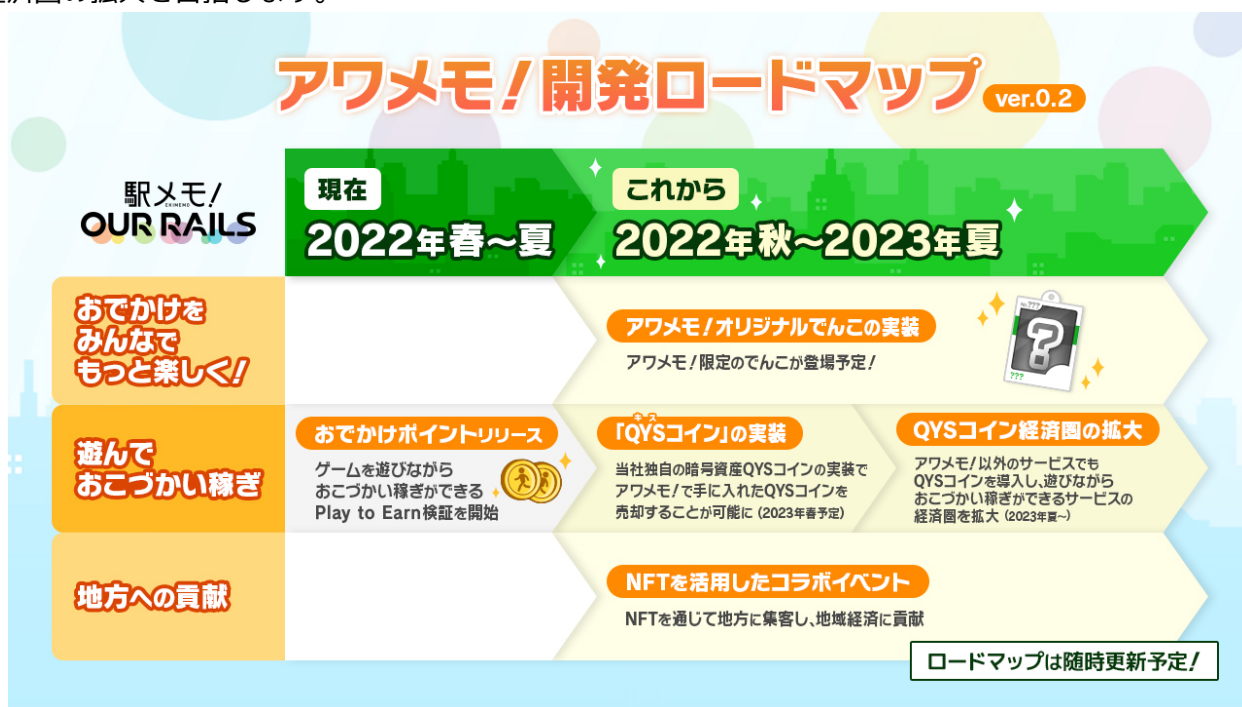 アワメモ!開発ロードマップ ver.0.2
駅メモ!
EKIMEMO
OUR RAILS
現在
2022年春～夏
これから
2022年秋～2023年夏
おでかけを
みんなで
もっと楽しく!
アワメモ!オリジナルでんこの実装
アワメモ!限定のでんこが登場予定!
No.???
?
???
遊んで
おこづかい稼ぎ
おでかけポイントリリース
ゲームを遊びながら
おこづかい稼ぎができる
Play to Earn検証を開始
キス
「QYSコイン」の実装
当社独自の暗号資産QYSコインの実装で
アワメモ!で手に入れたQYSコインを
売却することが可能に(2023年春予定)
QYSコイン経済圏の拡大
アワメモ!以外のサービスでも
QYSコインを導入し、遊びながら
おこづかい稼ぎができるサービスの
経済圏を拡大(2023年夏~)
地方への貢献
NFTを活用したコラボイベント
NFTを通じて地方に集客し、地域経済に貢献
ロードマップは随時更新予定!